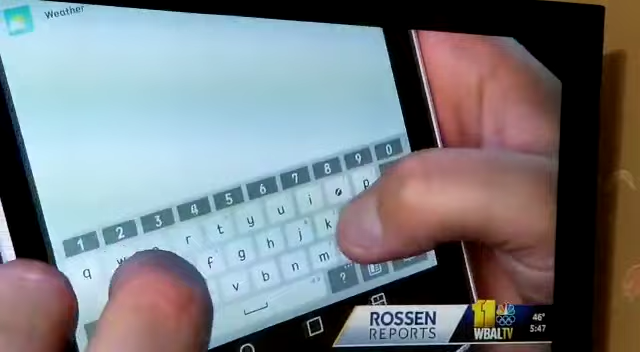 Weather
1 2 3 4 5 6 7 8 9 0
q w r t y u i p
f g h j k
v b n m ?
ROSSEN
REPORTS
11
WBALTV
46°
5:47